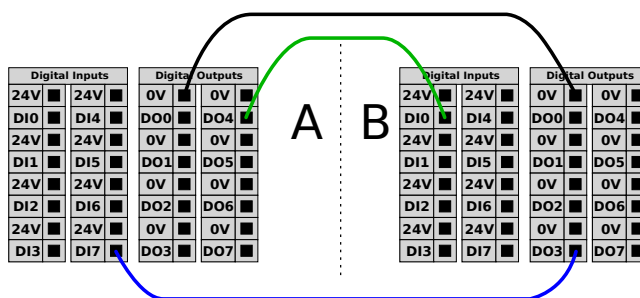 Digital Inputs Digital Outputs Digital Inputs Digital Outputs
24V 24V 0V 0V 24V 24V 0V 0V
DI0 DI4 DO0 DO4 A B DI0 DI4 DO0 DO4
24V 24V 0V 0V 24V 24V 0V 0V
DI1 DI5 DO1 DO5 DI1 DI5 DO1 DO5
24V 24V 0V 0V 24V 24V 0V 0V
DI2 DI6 DO2 DO6 DI2 DI6 DO2 DO6
24V 24V 0V 0V 24V 24V 0V 0V
DI3 DI7 DO3 DO7 DI3 DI7 DO3 DO7